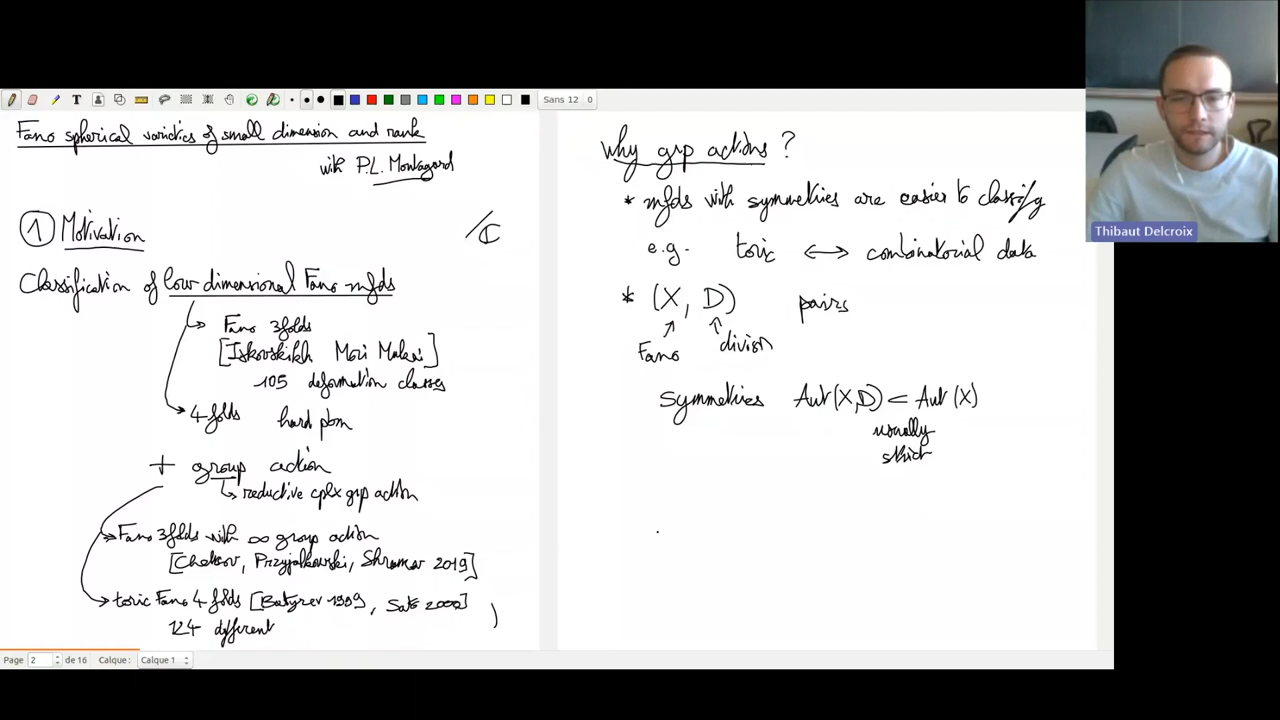 Sans 12 0
Thibaut Delcroix
Fano spherical varieties of small dimension and rank
with P.L. Montagard
1 Motivation
/ℂ
Classification of low dimensional Fano mfds
Fano 3folds
[Iskovskikh Mori Mukai]
105 deformation classes
4 folds hard pbm
+ group action
reductive cplx grp action
Fano 3folds with ∞ group action
[Cheltsov, Przyjalkowski, Shramov 2019]
toric Fano 4 folds [Batyrev 1999, Sato 2000]
124 different
why grp actions ?
* mfds with symmetries are easier to classify
e.g. toric ⟷ combinatorial data
* (X, D) pairs
Fano divisor
Symmetries Aut(X,D) ⊂ Aut(X)
usually
strict
Page 2 de 16 Calque : Calque 1